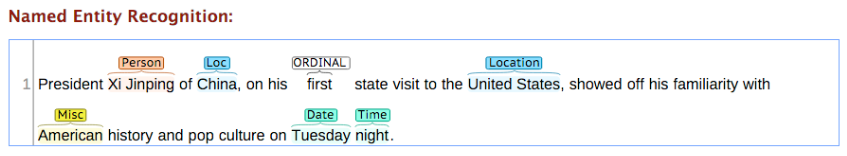 Named Entity Recognition:
Person Loc ORDINAL Location
1 President Xi Jinping of China, on his first state visit to the United States, showed off his familiarity with
Misc Date Time
American history and pop culture on Tuesday night.